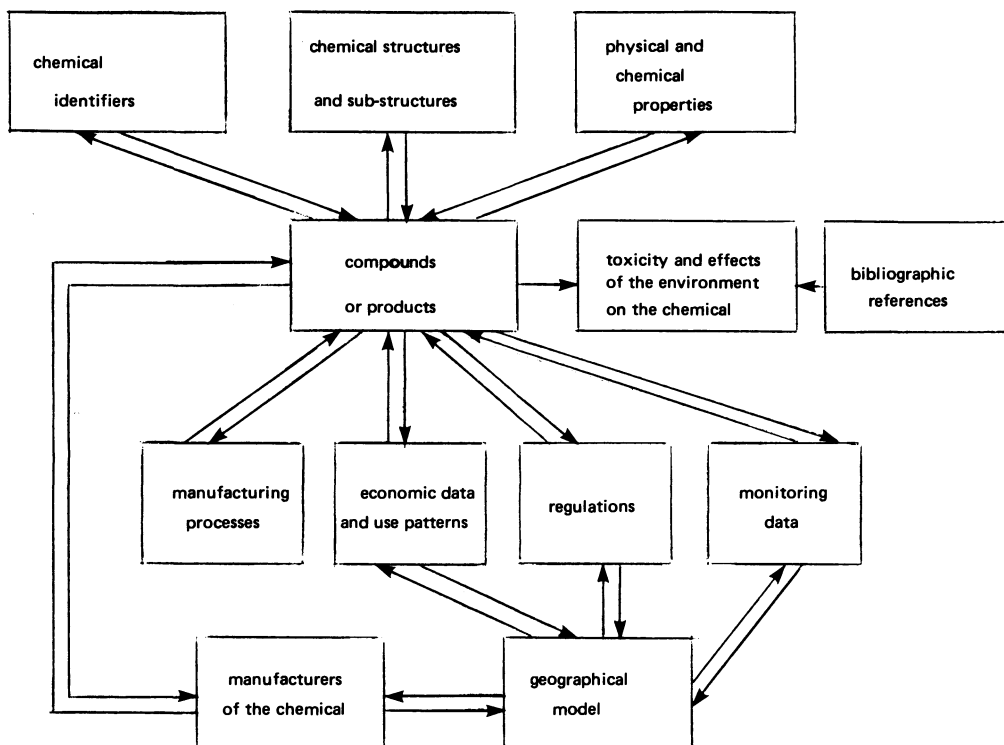 chemical
identifiers
chemical structures
and sub-structures
physical and
chemical
properties
compounds
or products
toxicity and effects
of the environment
on the chemical
bibliographic
references
manufacturing
processes
economic data
and use patterns
regulations
monitoring
data
manufacturers
of the chemical
geographical
model